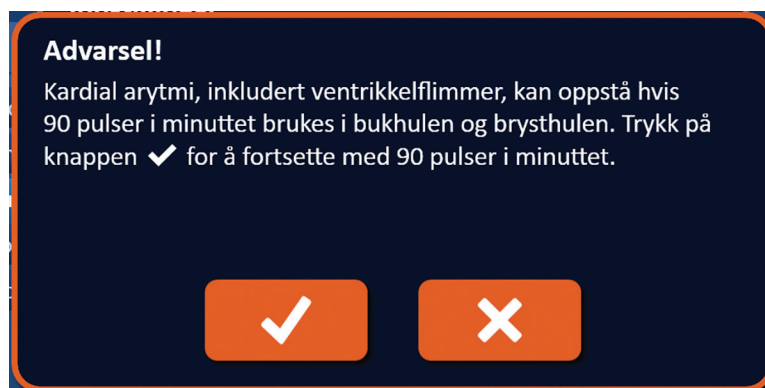 Advarsel!
Kardial arytmi, inkludert ventrikkelflimmer, kan oppstå hvis
90 pulser i minuttet brukes i bukhulen og brysthulen. Trykk på
knappen ✔ for å fortsette med 90 pulser i minuttet.